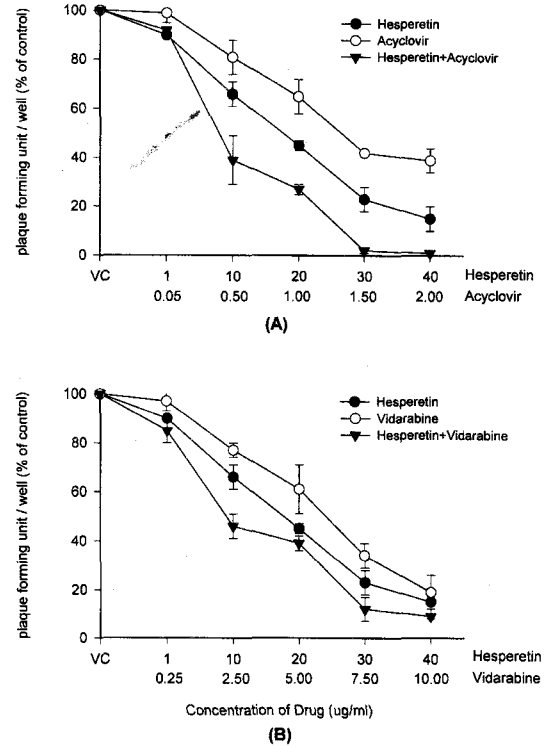 Hesperetin
Acyclovir
Hesperetin+Acyclovir
plaque forming unit / well (% of control)
100
80
60
40
20
0
VC 1 10 20 30 40 Hesperetin
0.05 0.50 1.00 1.50 2.00 Acyclovir
(A)
Hesperetin
Vidarabine
Hesperetin+Vidarabine
plaque forming unit / well (% of control)
100
80
60
40
20
0
VC 1 10 20 30 40 Hesperetin
0.25 2.50 5.00 7.50 10.00 Vidarabine
Concentration of Drug (ug/ml)
(B)